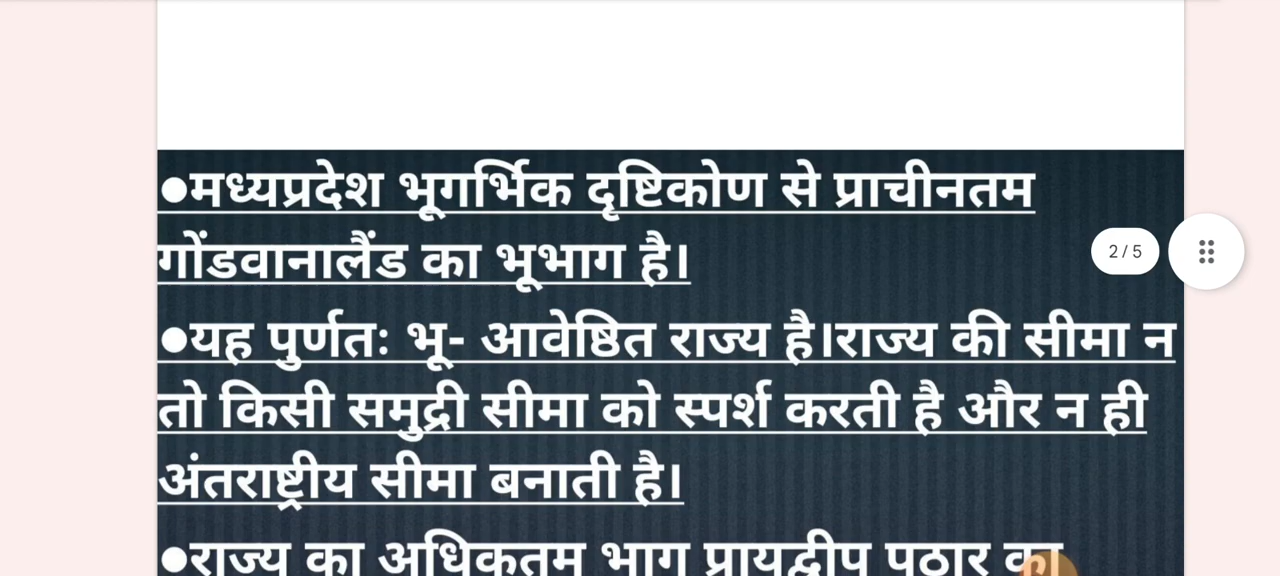 ●मध्यप्रदेश भूगर्भिक दृष्टिकोण से प्राचीनतम
गोंडवानालैंड का भूभाग है।
2 / 5
●यह पुर्णतः भू- आवेष्ठित राज्य है।राज्य की सीमा न
तो किसी समुद्री सीमा को स्पर्श करती है और न ही
अंतराष्ट्रीय सीमा बनाती है।
●राज्य का अधिकतम भाग प्रायद्वीप पठार का